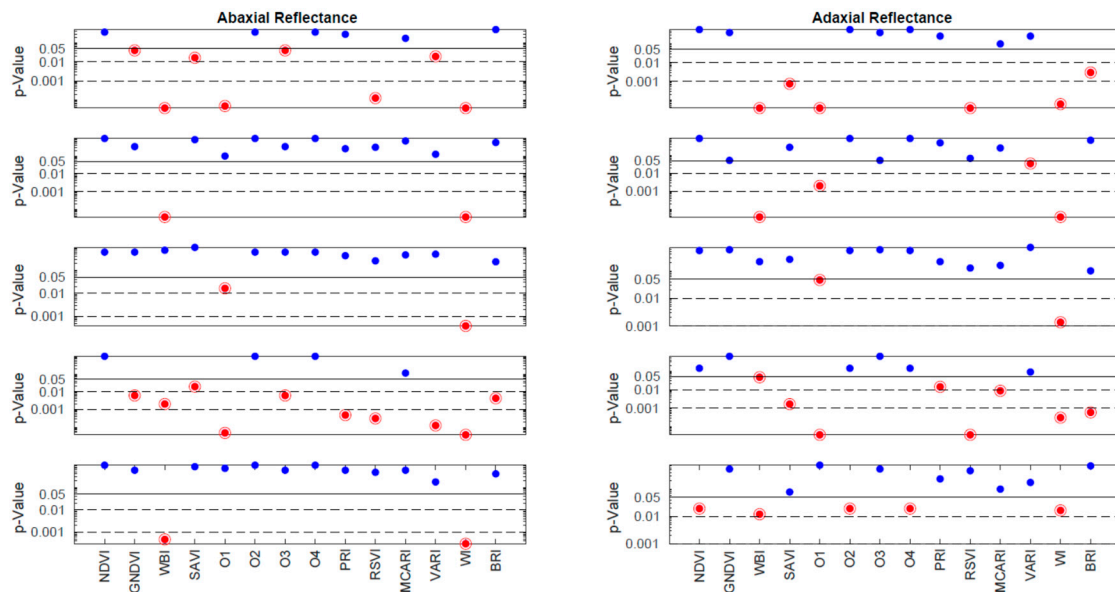 Abaxial Reflectance
p-Value
0.05
0.01
0.001
p-Value
0.05
0.01
0.001
p-Value
0.05
0.01
0.001
p-Value
0.05
0.01
0.001
p-Value
0.05
0.01
0.001
NDVI
GNDVI
WBI
SAVI
O1
O2
O3
O4
PRI
RSVI
MCARI
VARI
WI
BRI
Adaxial Reflectance
p-Value
0.05
0.01
0.001
p-Value
0.05
0.01
0.001
p-Value
0.05
0.01
0.001
p-Value
0.05
0.01
0.001
p-Value
0.05
0.01
0.001
NDVI
GNDVI
WBI
SAVI
O1
O2
O3
O4
PRI
RSVI
MCARI
VARI
WI
BRI